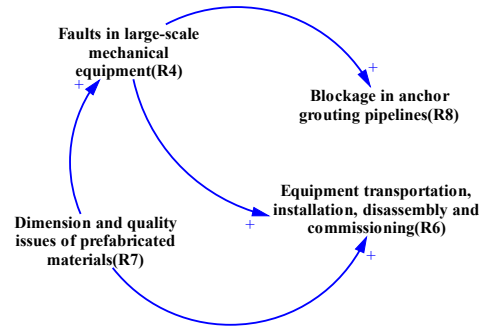 Faults in large-scale
mechanical
equipment(R4)
+
+
Blockage in anchor
grouting pipelines(R8)
Equipment transportation,
installation, disassembly and
commissioning(R6)
+
+
Dimension and quality
issues of prefabricated
materials(R7)